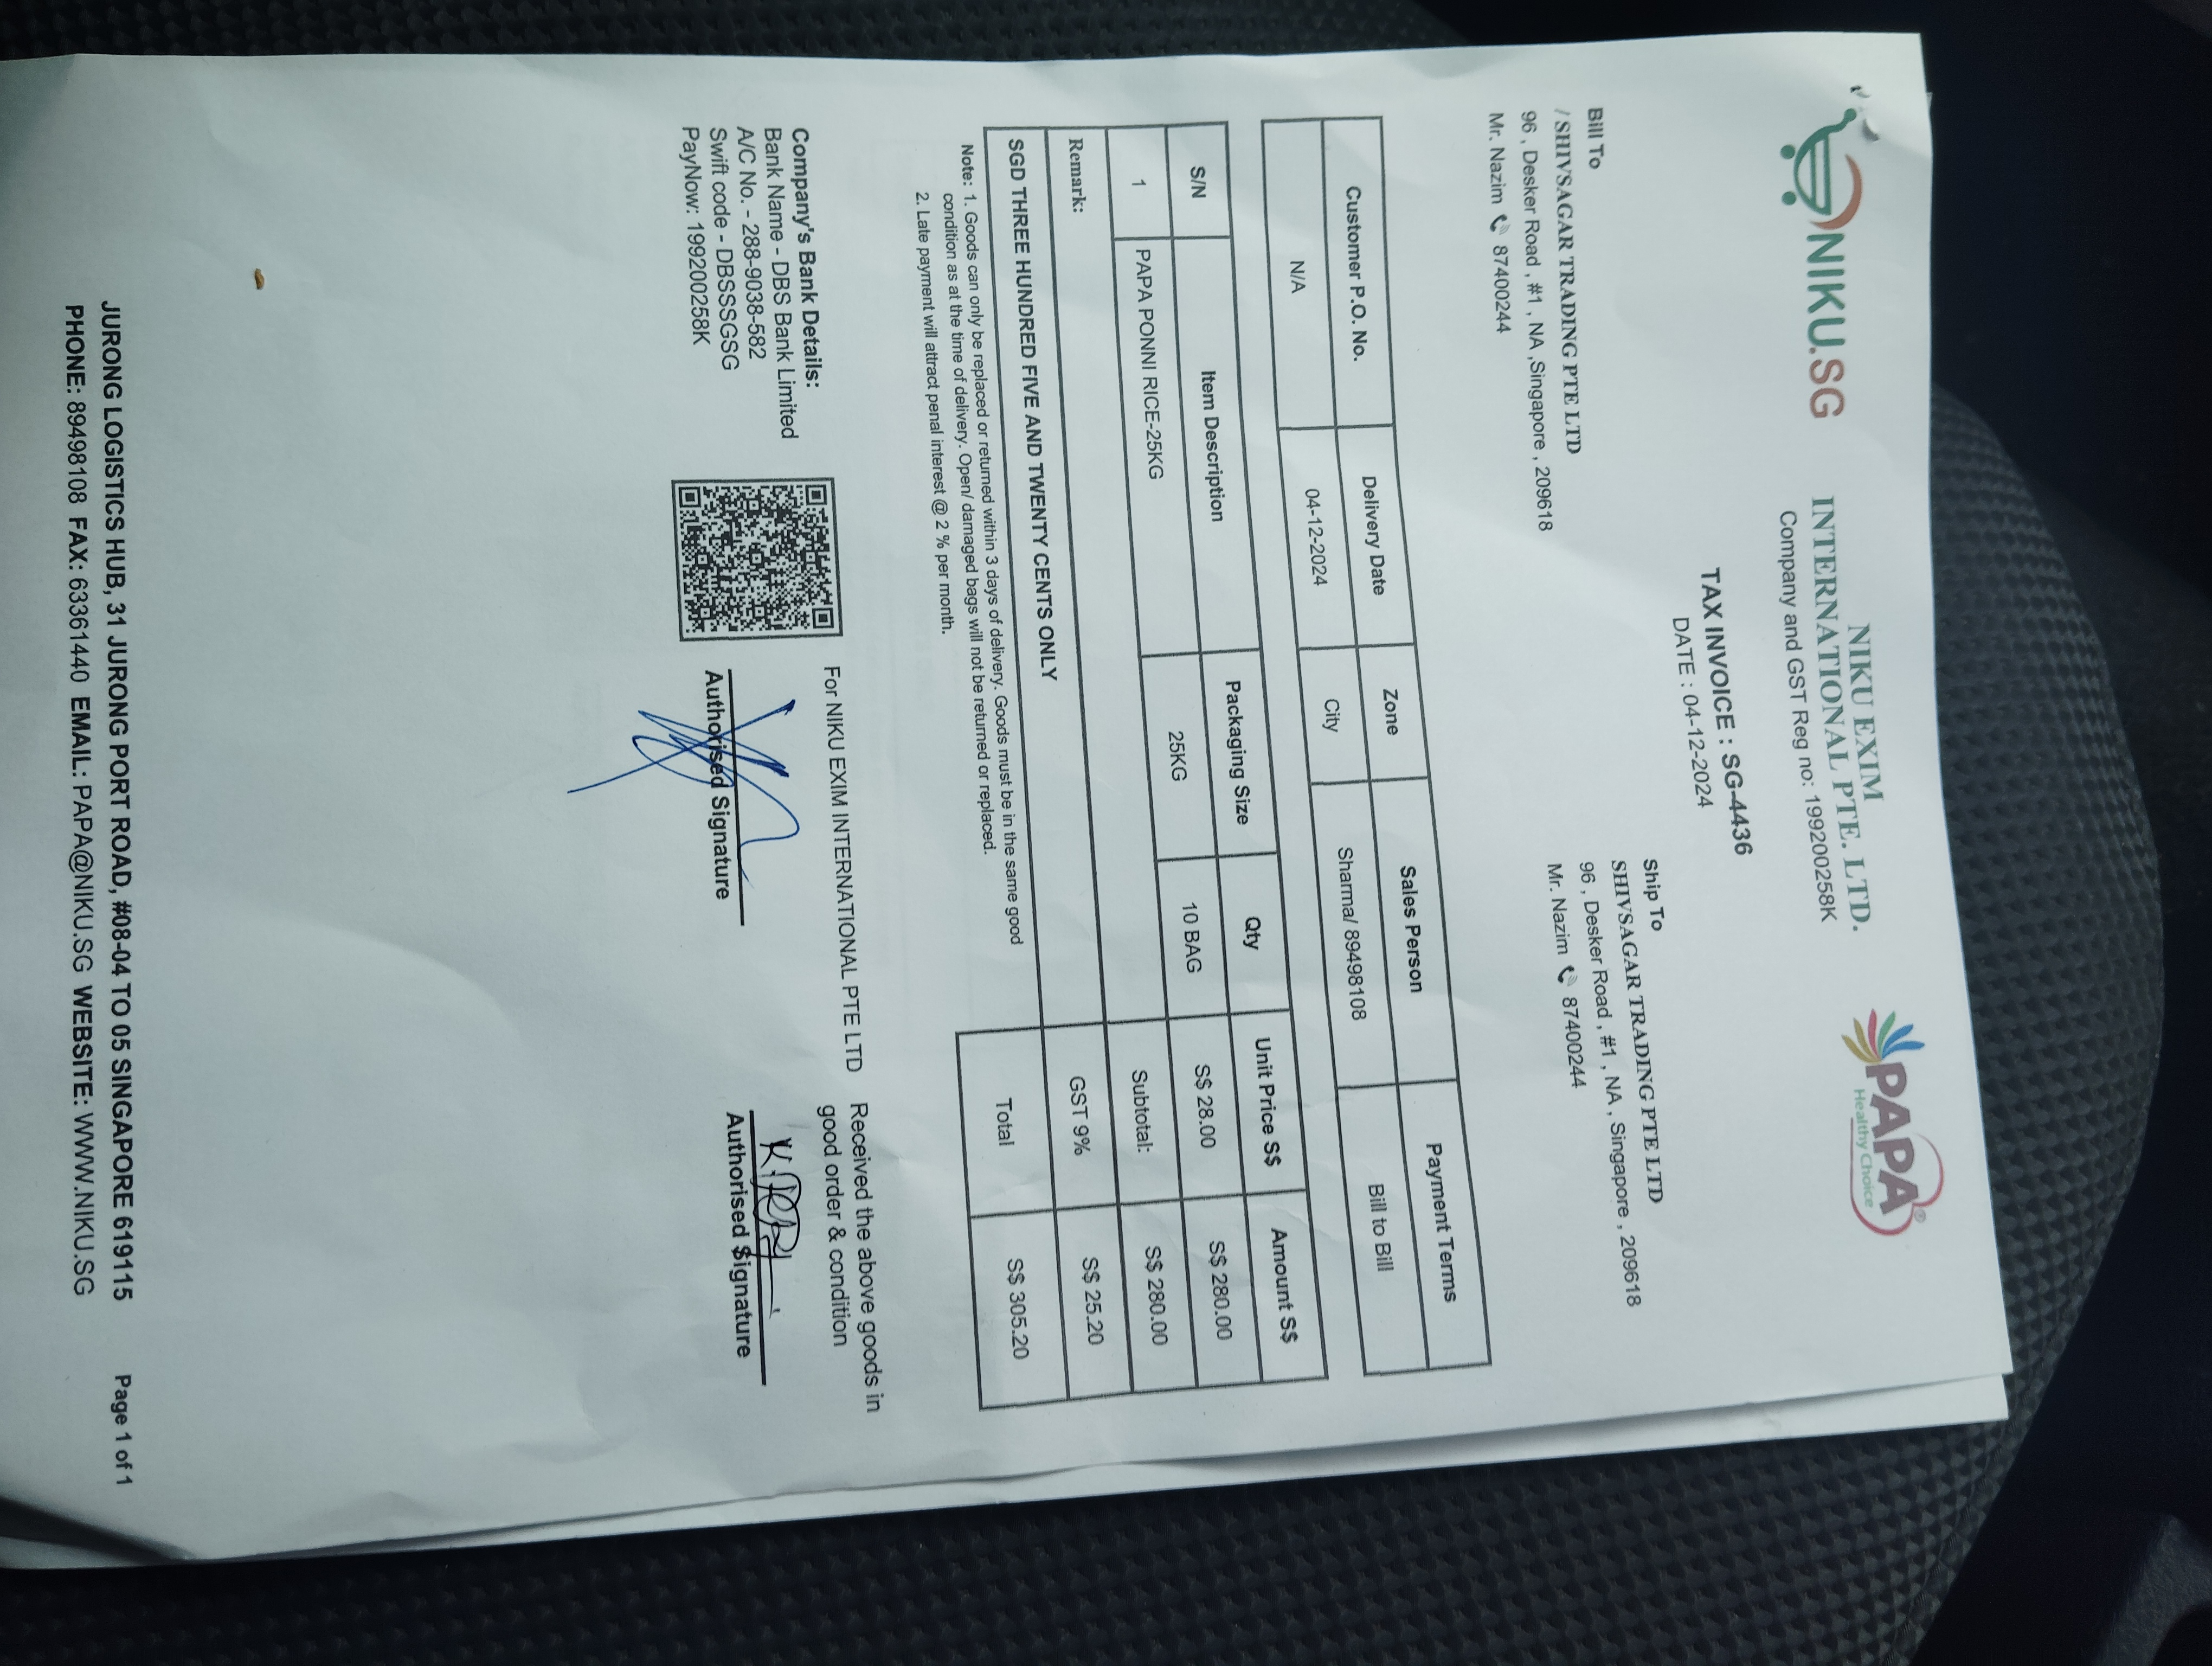 NIKU.SG
NIKU EXIM
INTERNATIONAL PTE. LTD.
Company and GST Reg no: 199200258K
PAPA®
Healthy Choice
TAX INVOICE : SG-4436
DATE : 04-12-2024
Bill To
/ SHIVSAGAR TRADING PTE LTD
96 , Desker Road , #1 , NA ,Singapore , 209618
Mr. Nazim 87400244
Ship To
SHIVSAGAR TRADING PTE LTD
96 , Desker Road , #1 , NA , Singapore , 209618
Mr. Nazim 87400244
Customer P.O. No. Delivery Date Zone Sales Person Payment Terms
N/A 04-12-2024 City Sharma/ 89498108 Bill to Bill
S/N Item Description Packaging Size Qty Unit Price S$ Amount S$
1 PAPA PONNI RICE-25KG 25KG 10 BAG S$ 28.00 S$ 280.00
Subtotal: S$ 280.00
Remark: GST 9% S$ 25.20
SGD THREE HUNDRED FIVE AND TWENTY CENTS ONLY Total S$ 305.20
Note: 1. Goods can only be replaced or returned within 3 days of delivery. Goods must be in the same good
condition as at the time of delivery. Open/ damaged bags will not be returned or replaced.
2. Late payment will attract penal interest @ 2 % per month.
Company's Bank Details:
Bank Name - DBS Bank Limited
A/C No. - 288-9038-582
Swift code - DBSSSGSG
PayNow: 199200258K
For NIKU EXIM INTERNATIONAL PTE LTD
Authorised Signature
Received the above goods in
good order & condition
Authorised Signature
JURONG LOGISTICS HUB, 31 JURONG PORT ROAD, #08-04 TO 05 SINGAPORE 619115
PHONE: 89498108 FAX: 63361440 EMAIL: PAPA@NIKU.SG WEBSITE: WWW.NIKU.SG
Page 1 of 1